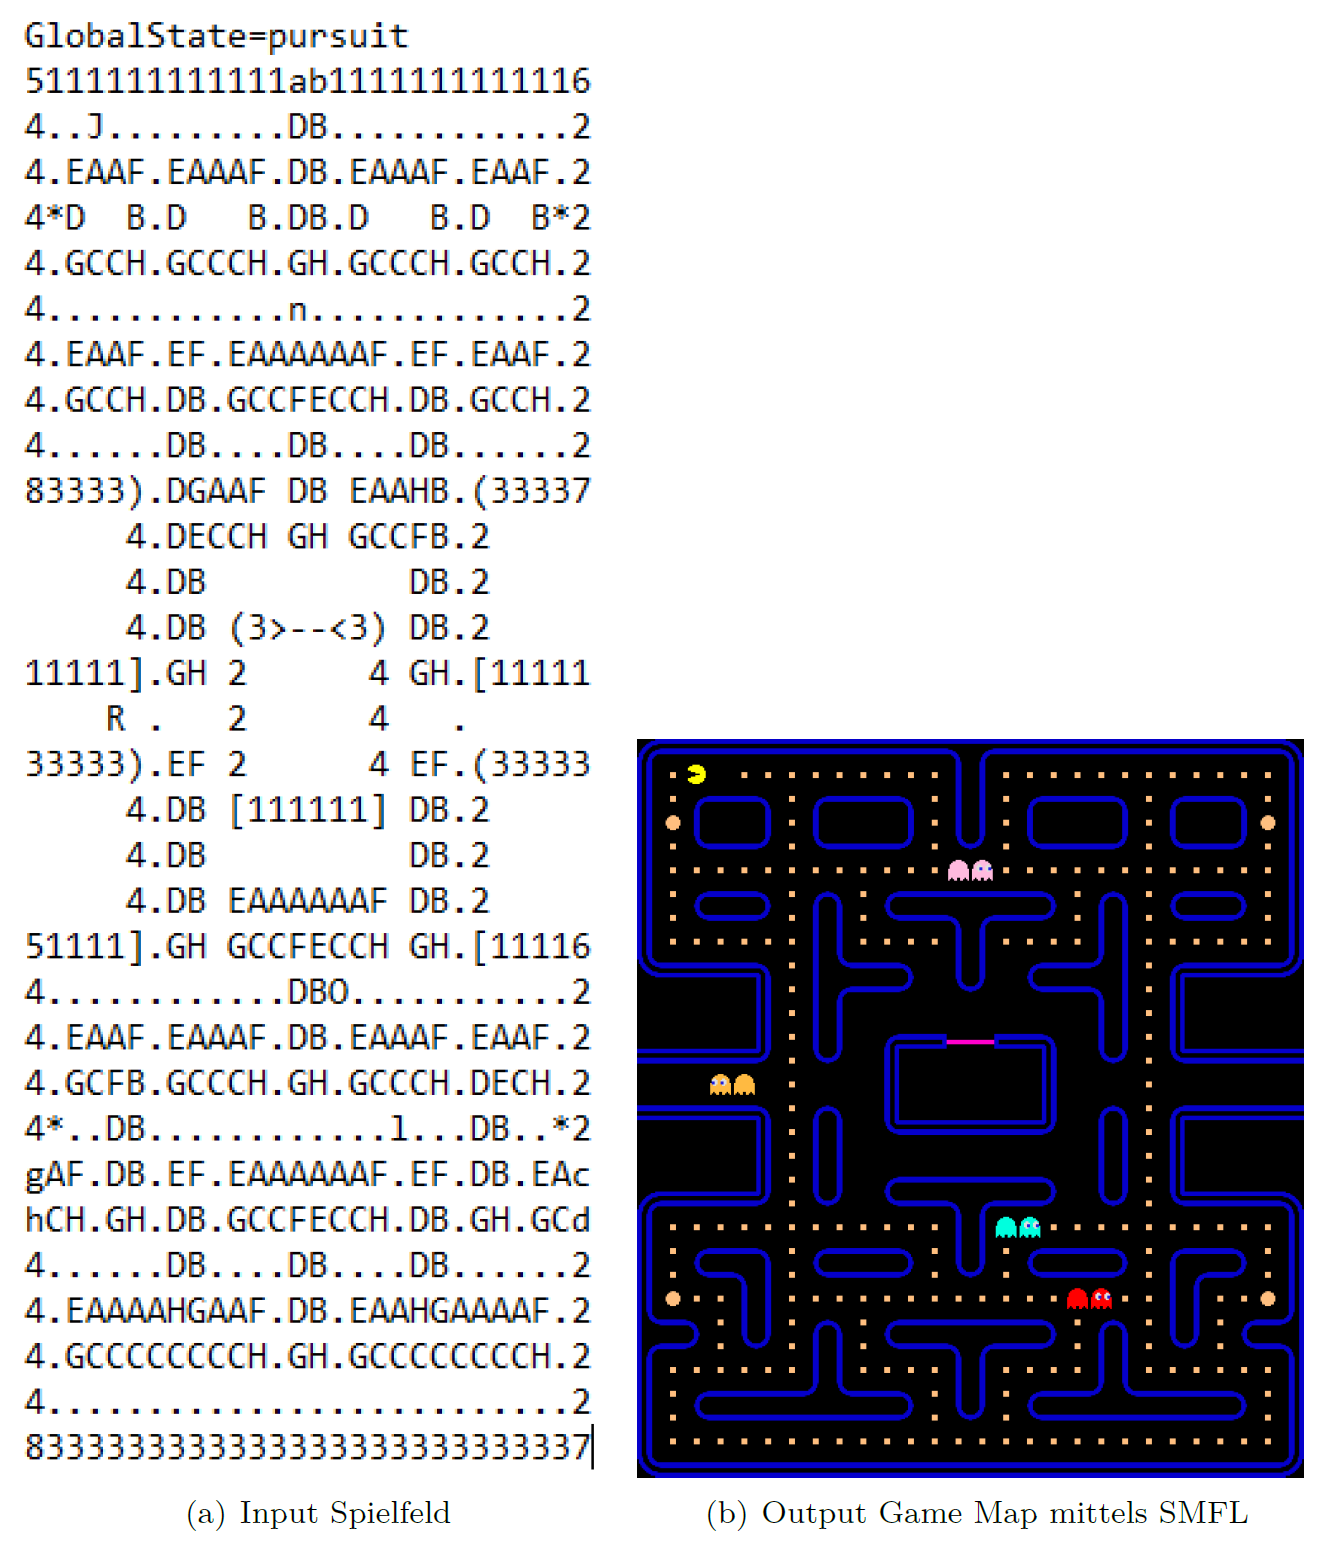 GlobalState=pursuit
5111111111111ab1111111111116
4..J.........DB............2
4.EAAF.EAAAF.DB.EAAAF.EAAF.2
4*D  B.D   B.DB.D   B.D  B*2
4.GCCH.GCCCH.GH.GCCCH.GCCH.2
4............n.............2
4.EAAF.EF.EAAAAAAF.EF.EAAF.2
4.GCCH.DB.GCCFECCH.DB.GCCH.2
4......DB....DB....DB......2
83333).DGAAF DB EAAHB.(33337
     4.DECCH GH GCCFB.2
     4.DB          DB.2
     4.DB (3>--<3) DB.2
11111].GH 2      4 GH.[11111
    R .   2      4   .
33333).EF 2      4 EF.(33333
     4.DB [111111] DB.2
     4.DB          DB.2
     4.DB EAAAAAAF DB.2
51111].GH GCCFECCH GH.[11116
4............DBO...........2
4.EAAF.EAAAF.DB.EAAAF.EAAF.2
4.GCFB.GCCCH.GH.GCCCH.DECH.2
4*..DB............l...DB..*2
gAF.DB.EF.EAAAAAAF.EF.DB.EAc
hCH.GH.DB.GCCFECCH.DB.GH.GCd
4......DB....DB....DB......2
4.EAAAAHGAAF.DB.EAAHGAAAAF.2
4.GCCCCCCCCH.GH.GCCCCCCCCH.2
4..........................2
8333333333333333333333333337
(a) Input Spielfeld
(b) Output Game Map mittels SMFL